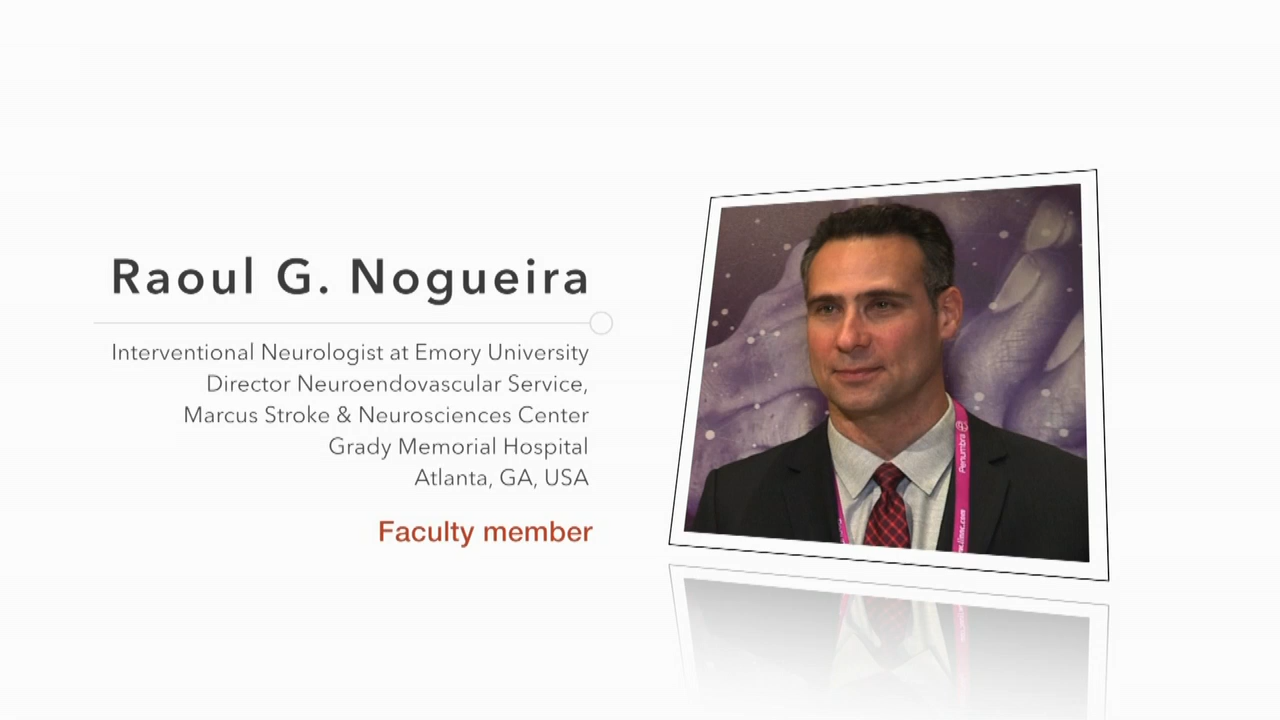 Raoul G. Nogueira
Interventional Neurologist at Emory University
Director Neuroendovascular Service,
Marcus Stroke & Neurosciences Center
Grady Memorial Hospital
Atlanta, GA, USA
Faculty member
Penumbra